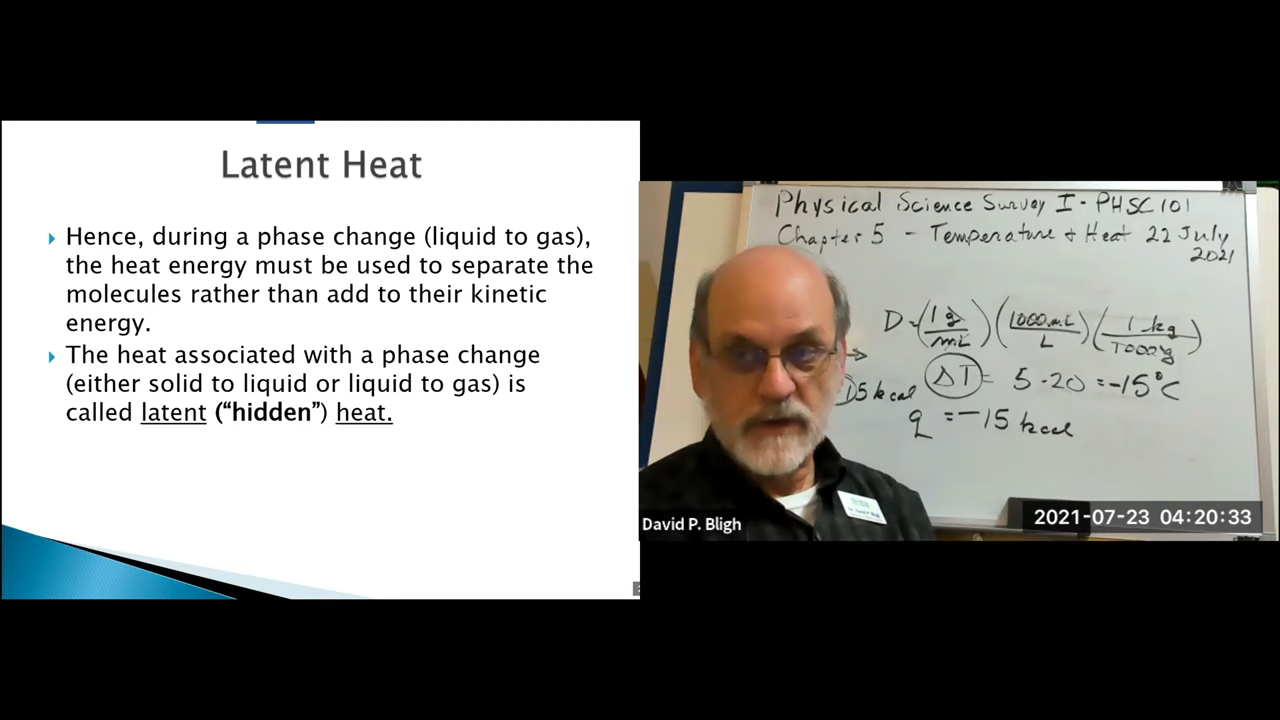 Latent Heat
Hence, during a phase change (liquid to gas),
the heat energy must be used to separate the
molecules rather than add to their kinetic
energy.
The heat associated with a phase change
(either solid to liquid or liquid to gas) is
called latent (“hidden”) heat.
Physical Science Survey I - PHSC 101
Chapter 5 - Temperature + Heat 22 July
2021
D = (1 g / mL) (1000 mL / L) (1 kg / 1000 g)
5 kcal ΔT = 5 - 20 = -15°C
q = -15 kcal
2021-07-23 04:20:33
David P. Bligh